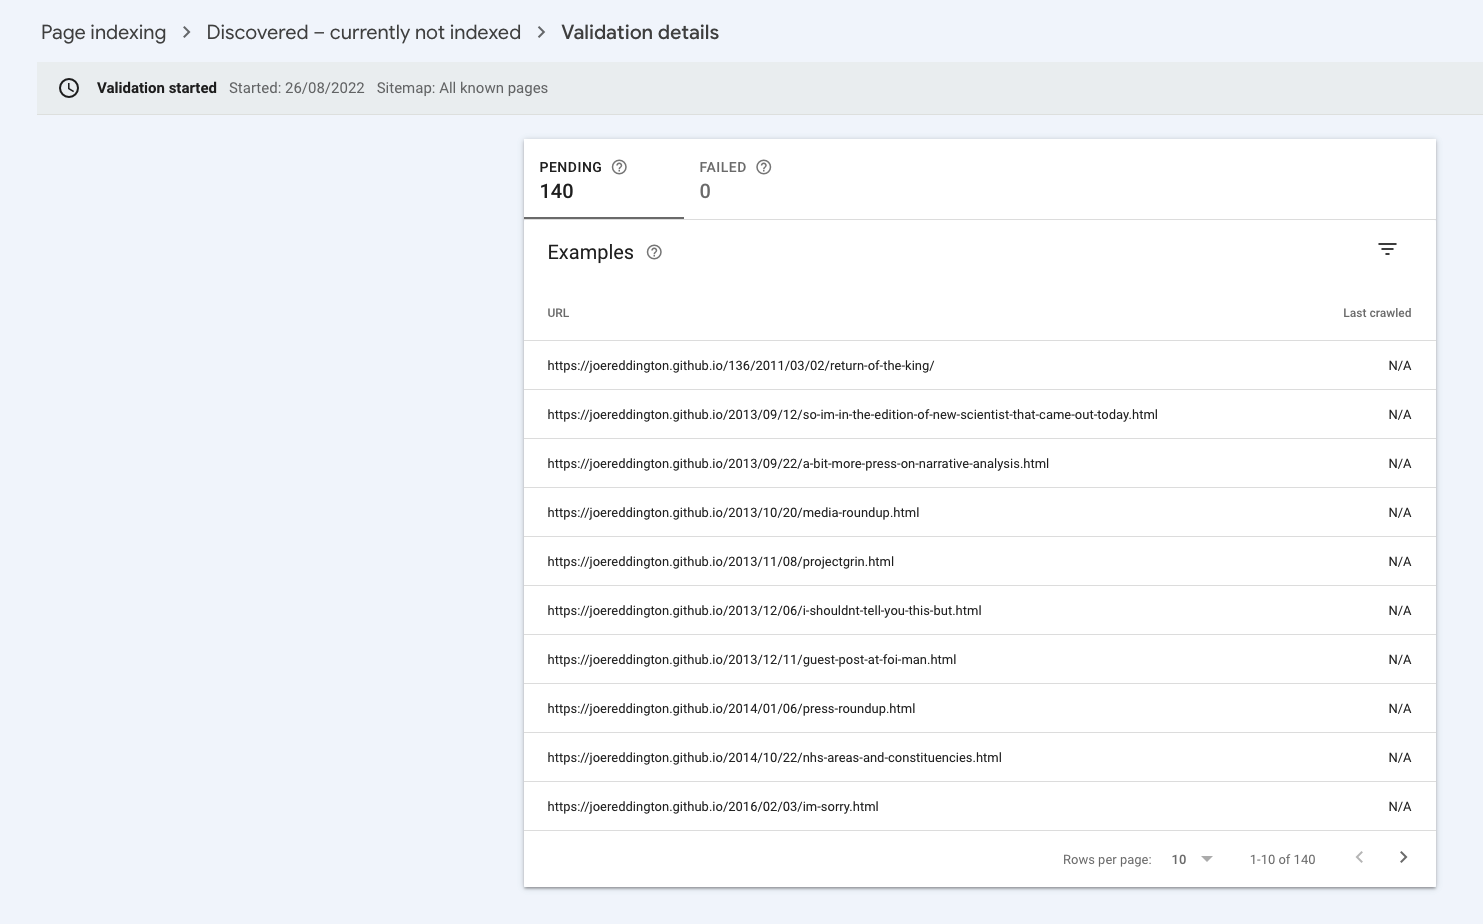 Page indexing > Discovered – currently not indexed > Validation details
Validation started Started: 26/08/2022 Sitemap: All known pages
PENDING FAILED
140 0
Examples
URL Last crawled
https://joereddington.github.io/136/2011/03/02/return-of-the-king/ N/A
https://joereddington.github.io/2013/09/12/so-im-in-the-edition-of-new-scientist-that-came-out-today.html N/A
https://joereddington.github.io/2013/09/22/a-bit-more-press-on-narrative-analysis.html N/A
https://joereddington.github.io/2013/10/20/media-roundup.html N/A
https://joereddington.github.io/2013/11/08/projectgrin.html N/A
https://joereddington.github.io/2013/12/06/i-shouldnt-tell-you-this-but.html N/A
https://joereddington.github.io/2013/12/11/guest-post-at-foi-man.html N/A
https://joereddington.github.io/2014/01/06/press-roundup.html N/A
https://joereddington.github.io/2014/10/22/nhs-areas-and-constituencies.html N/A
https://joereddington.github.io/2016/02/03/im-sorry.html N/A
Rows per page: 10 1-10 of 140